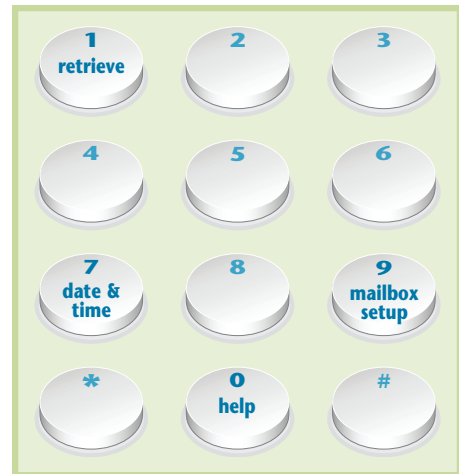 1 2 3
retrieve
4 5 6
7 8 9
date & time
mailbox setup
* 0 #
help